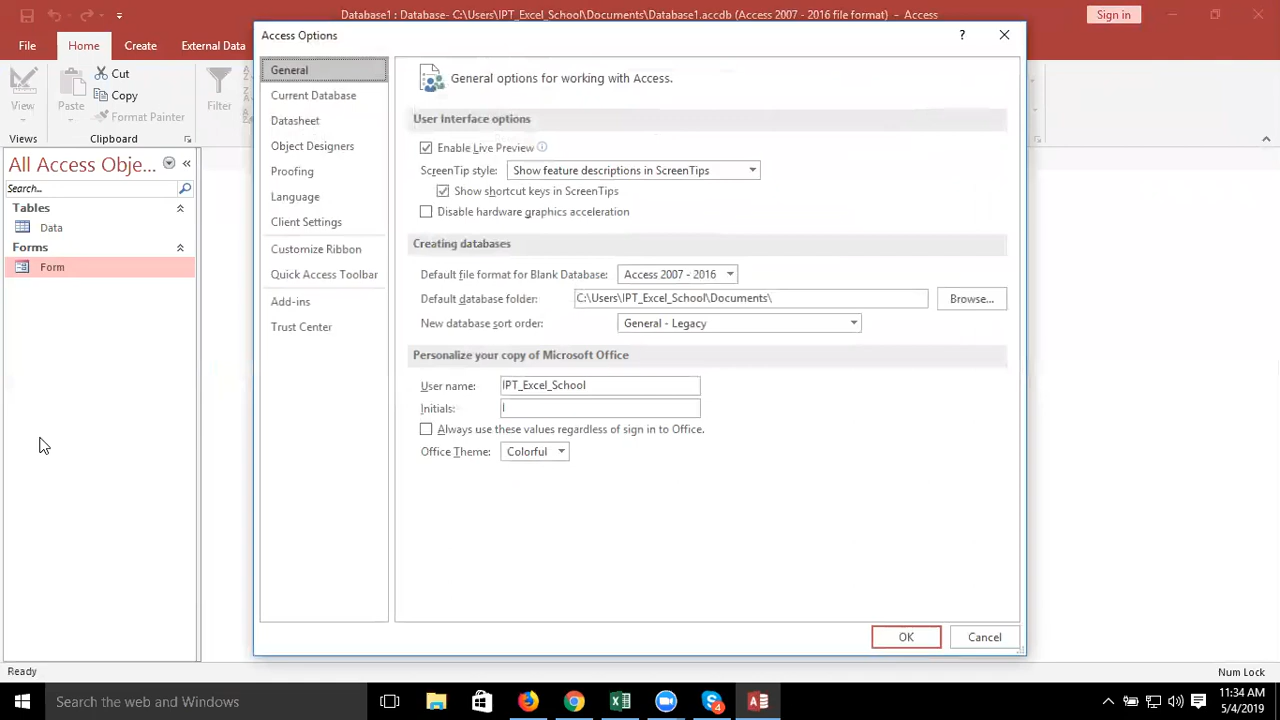 Database1 : Database- C:\Users\IPT_Excel_School\Documents\Database1.accdb (Access 2007 - 2016 file format) - Access
Sign in
File
Home
Create
External Data
View
Paste
Cut
Copy
Format Painter
Filter
Views
Clipboard
All Access Obje...
Search...
Tables
Data
Forms
Form
Access Options
?
General
Current Database
Datasheet
Object Designers
Proofing
Language
Client Settings
Customize Ribbon
Quick Access Toolbar
Add-ins
Trust Center
General options for working with Access.
User Interface options
Enable Live Preview
ScreenTip style: Show feature descriptions in ScreenTips
Show shortcut keys in ScreenTips
Disable hardware graphics acceleration
Creating databases
Default file format for Blank Database: Access 2007 - 2016
Default database folder: C:\Users\IPT_Excel_School\Documents\ Browse...
New database sort order: General - Legacy
Personalize your copy of Microsoft Office
User name: IPT_Excel_School
Initials: I
Always use these values regardless of sign in to Office.
Office Theme: Colorful
OK
Cancel
Ready
Num Lock
Search the web and Windows
4
11:34 AM
5/4/2019